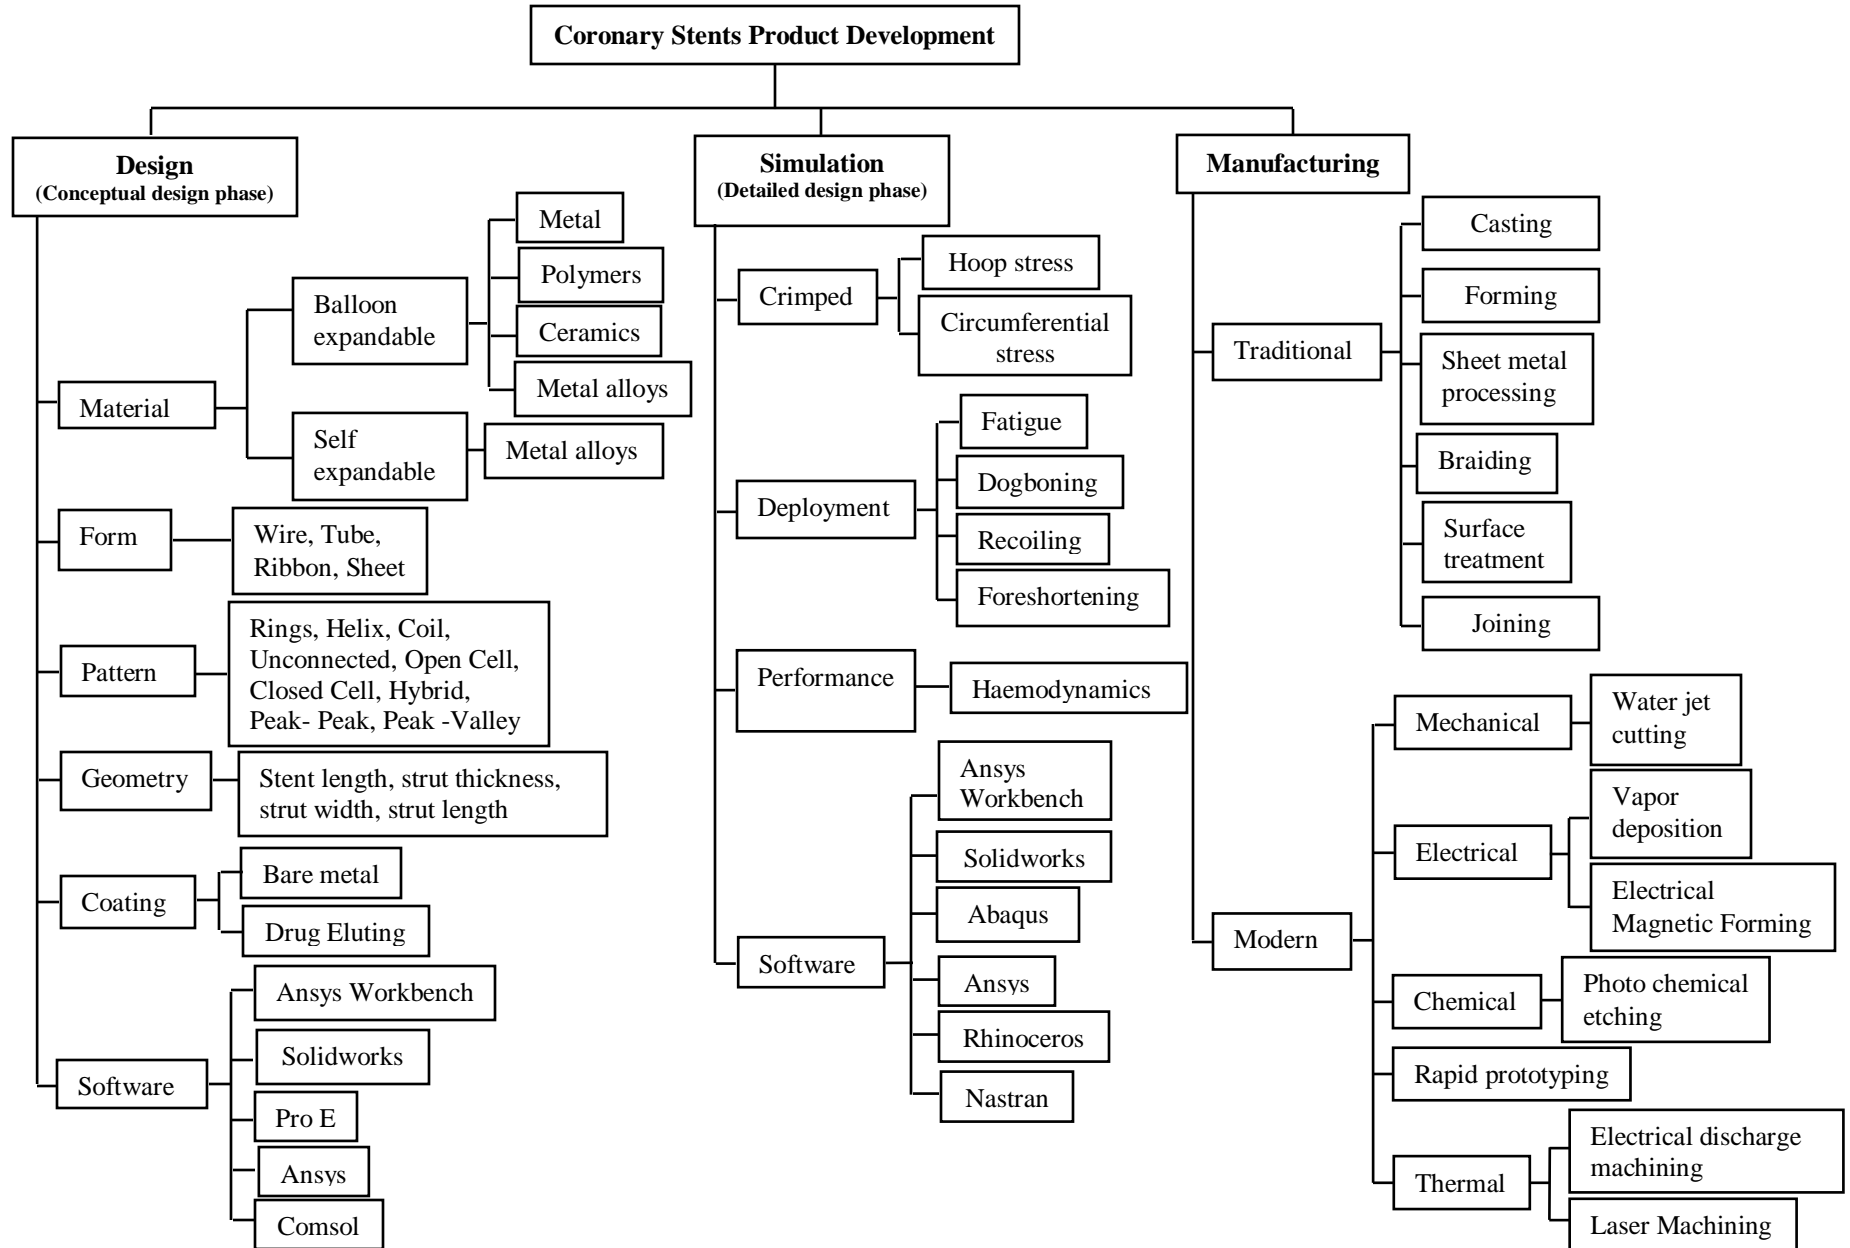 Coronary Stents Product Development
Design
(Conceptual design phase)
Material
Balloon
expandable
Metal
Polymers
Ceramics
Metal alloys
Self
expandable
Metal alloys
Form
Wire, Tube,
Ribbon, Sheet
Pattern
Rings, Helix, Coil,
Unconnected, Open Cell,
Closed Cell, Hybrid,
Peak- Peak, Peak -Valley
Geometry
Stent length, strut thickness,
strut width, strut length
Coating
Bare metal
Drug Eluting
Software
Ansys Workbench
Solidworks
Pro E
Ansys
Comsol
Simulation
(Detailed design phase)
Crimped
Hoop stress
Circumferential
stress
Deployment
Fatigue
Dogboning
Recoiling
Foreshortening
Performance
Haemodynamics
Software
Ansys
Workbench
Solidworks
Abaqus
Ansys
Rhinoceros
Nastran
Manufacturing
Traditional
Casting
Forming
Sheet metal
processing
Braiding
Surface
treatment
Joining
Modern
Mechanical
Water jet
cutting
Electrical
Vapor
deposition
Electrical
Magnetic Forming
Chemical
Photo chemical
etching
Rapid prototyping
Thermal
Electrical discharge
machining
Laser Machining